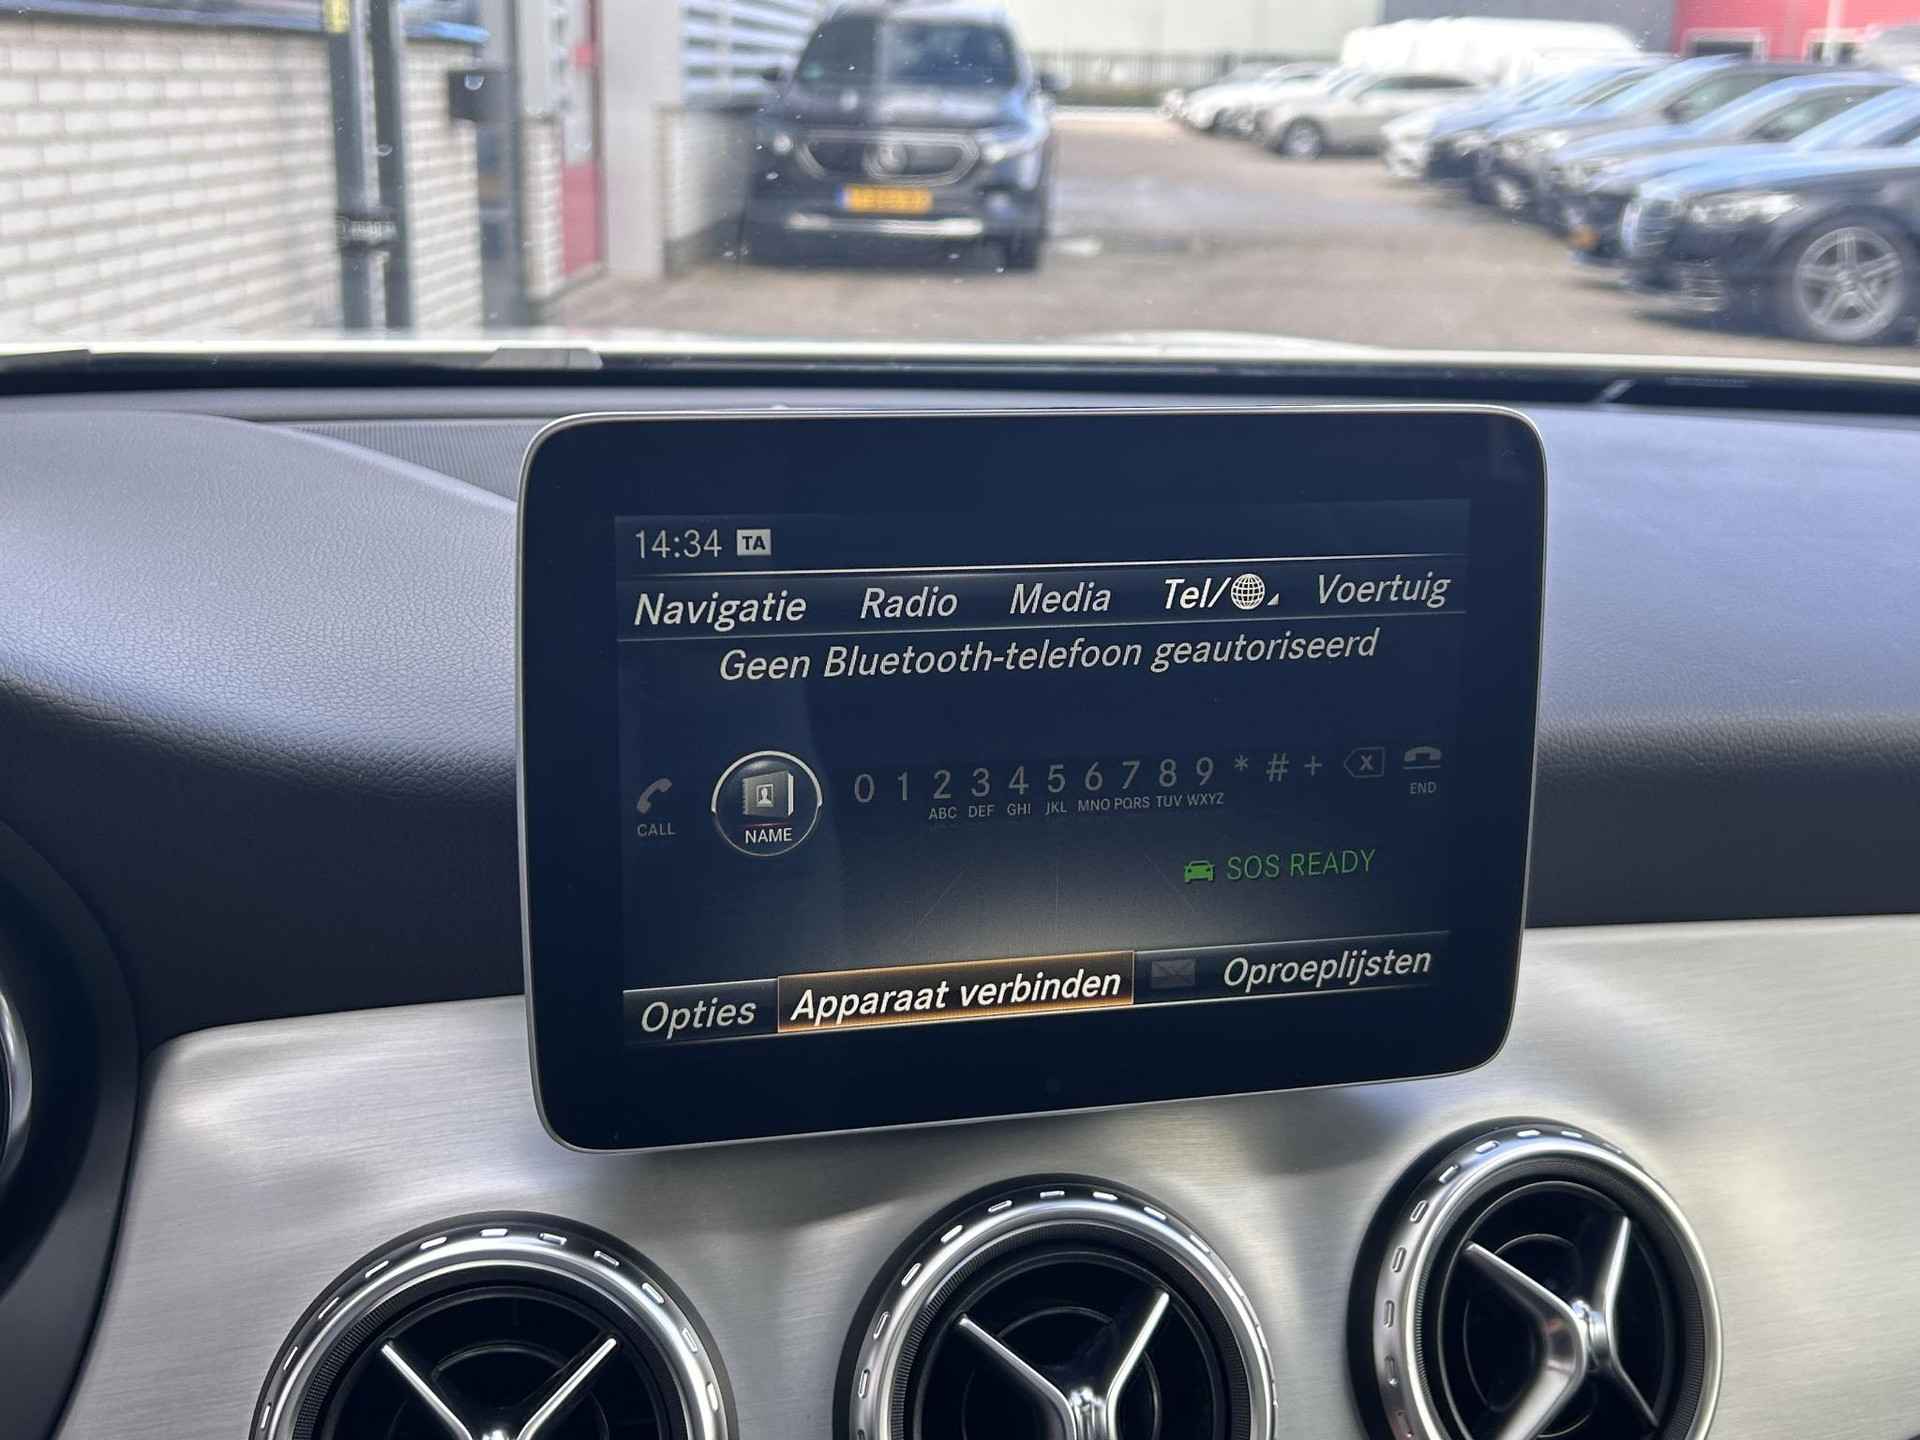 14:34 TA
Navigatie Radio Media Tel/ Voertuig
Geen Bluetooth-telefoon geautoriseerd
CALL NAME 0 1 2 3 4 5 6 7 8 9 * # + X END
ABC DEF GHI JKL MNO PQRS TUV WXYZ
SOS READY
Opties Apparaat verbinden Oproeplijsten